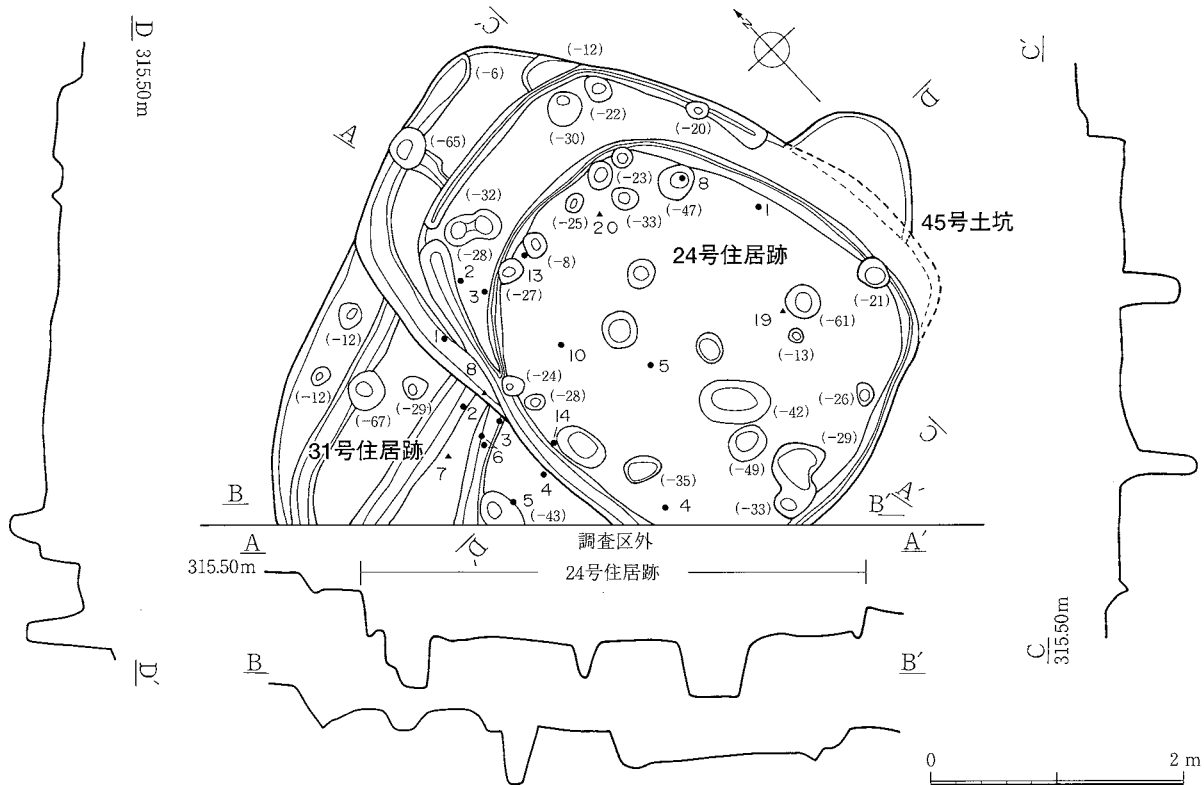 D
315.50m
D′
C′
(-12)
(-6)
N
C
315.50m
D
A
(-65)
(-22)
(-30)
(-20)
(-32)
(-28)
(-23)
(-25)
(-33)
20
8
(-47)
1
45号土坑
24号住居跡
(-8)
13
(-27)
2
3
(-21)
19
(-61)
(-13)
(-12)
1
10
5
8
(-24)
(-28)
(-12)
(-67)
(-29)
2
3
6
7
14
(-42)
(-26)
(-49)
(-29)
31号住居跡
4
5
(-43)
(-35)
4
(-33)
C
A′
B
B′
D′
調査区外
A
A′
315.50m
24号住居跡
B
B′
C
315.50m
0
2 m